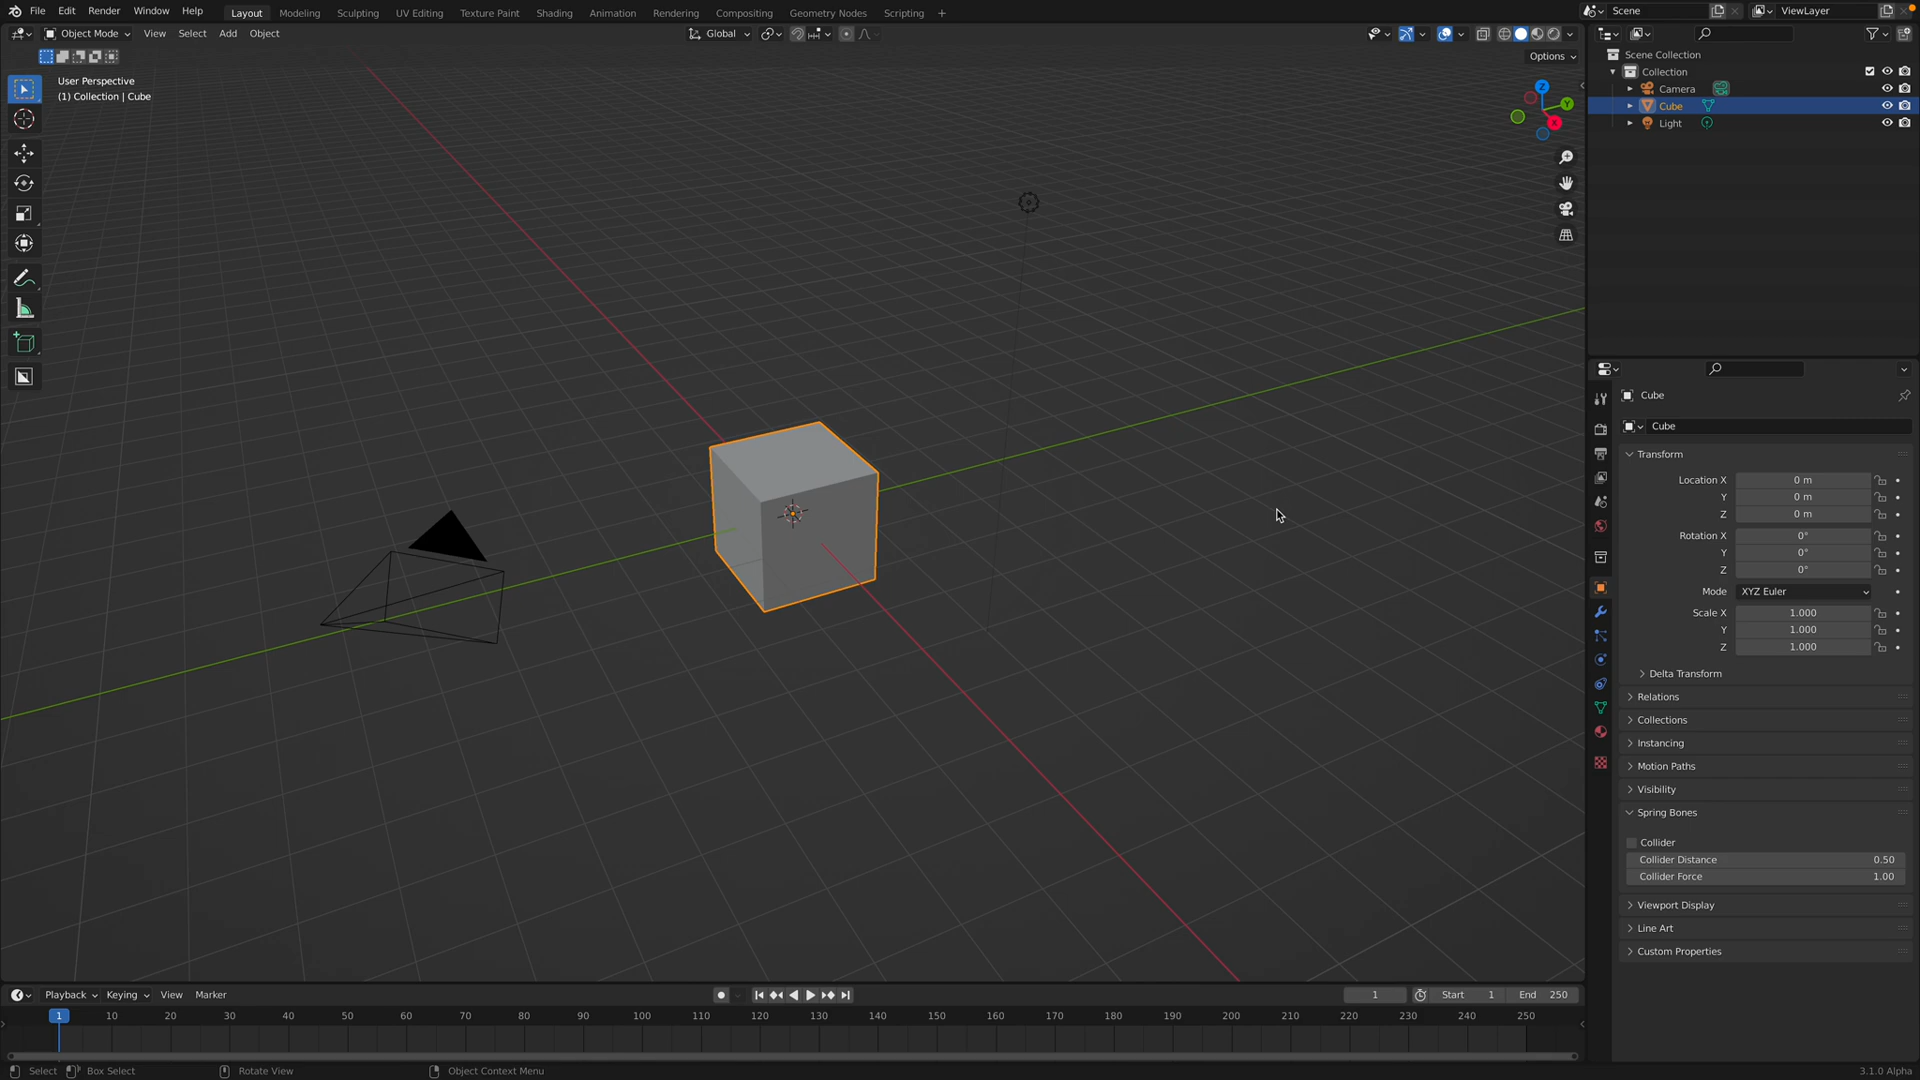 File Edit Render Window Help Layout Modeling Sculpting UV Editing Texture Paint Shading Animation Rendering Compositing Geometry Nodes Scripting + Scene ViewLayer
Object Mode View Select Add Object Global
Options
User Perspective
(1) Collection | Cube
Z
Y
X
Scene Collection
Collection
Camera
Cube
Light
Cube
Cube
Transform
Location X 0 m
Y 0 m
Z 0 m
Rotation X 0°
Y 0°
Z 0°
Mode XYZ Euler
Scale X 1.000
Y 1.000
Z 1.000
Delta Transform
Relations
Collections
Instancing
Motion Paths
Visibility
Spring Bones
Collider
Collider Distance 0.50
Collider Force 1.00
Viewport Display
Line Art
Custom Properties
Playback Keying View Marker 1 Start 1 End 250
1 10 20 30 40 50 60 70 80 90 100 110 120 130 140 150 160 170 180 190 200 210 220 230 240 250
Select Box Select Rotate View Object Context Menu 3.1.0 Alpha